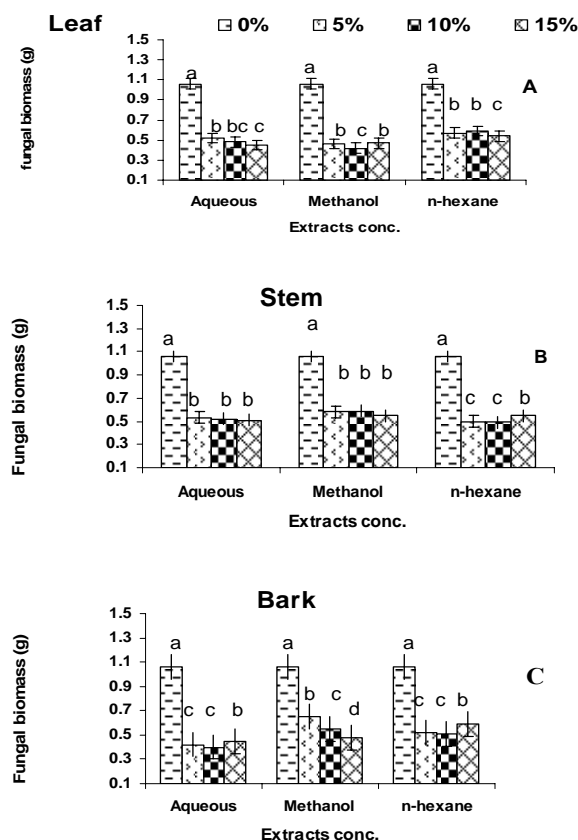 Leaf
0% 5% 10% 15%
fungal biomass (g)
1.5
1.3
1.1
0.9
0.7
0.5
0.3
0.1
a b bc c a b c b a b b c
A
Aqueous Methanol n-hexane
Extracts conc.
Stem
Fungal biomass (g)
1.5
1.3
1.1
0.9
0.7
0.5
0.3
0.1
a b b b a b b b a c c b
B
Aqueous Methanol n-hexane
Extracts conc.
Bark
Fungal biomass (g)
1.5
1.3
1.1
0.9
0.7
0.5
0.3
0.1
a c c b a b c d a c c b
C
Aqueous Methanol n-hexane
Extracts conc.